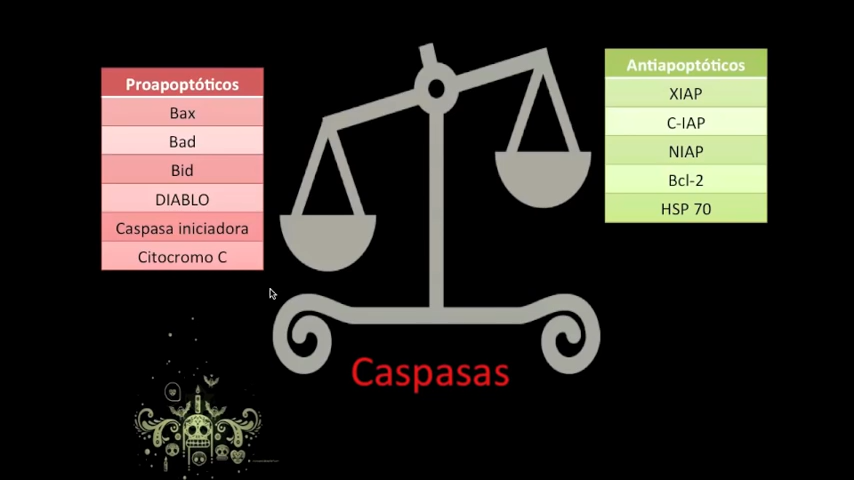 Proapoptóticos
Bax
Bad
Bid
DIABLO
Caspasa iniciadora
Citocromo C
Antiapoptóticos
XIAP
C-IAP
NIAP
Bcl-2
HSP 70
Caspasas